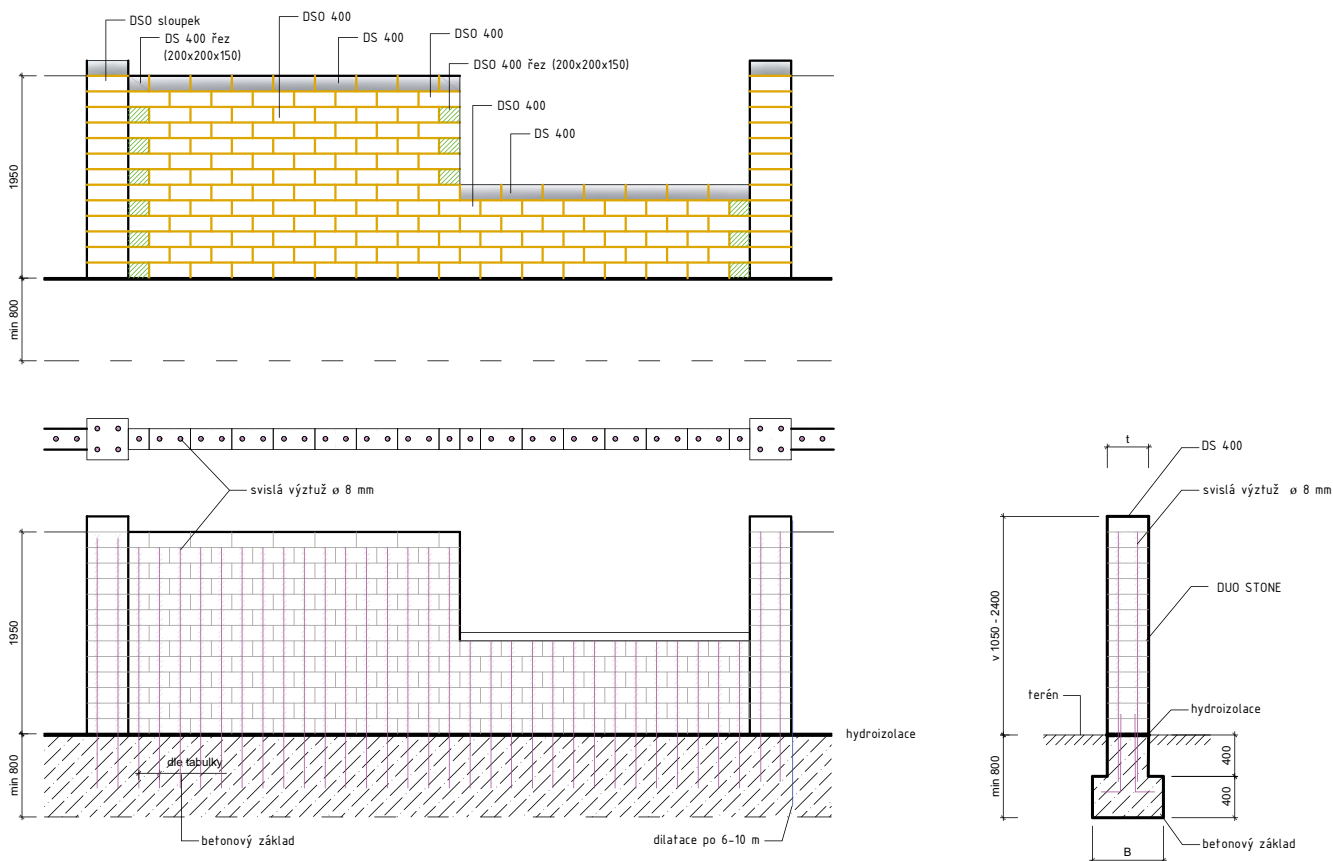 DSO sloupek
DS 400 řez
(200x200x150)
DSO 400
DS 400
DSO 400
DSO 400 řez (200x200x150)
DSO 400
DS 400
1950
min 800
svislá výztuž ø 8 mm
1950
min 800
dle tabulky
betonový základ
dilatace po 6-10 m
hydroizolace
t
DS 400
svislá výztuž ø 8 mm
DUO STONE
v 1050 - 2400
terén
hydroizolace
min 800
400
400
B
betonový základ